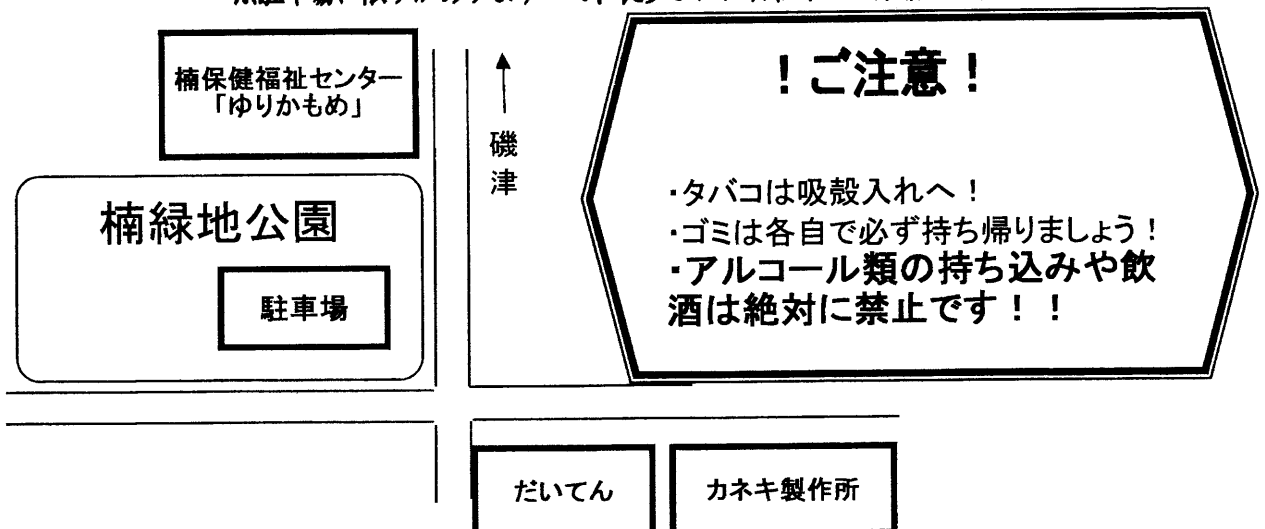 楠保健福祉センター
「ゆりかもめ」
磯津
楠緑地公園
駐車場
！ご注意！
・タバコは吸殻入れへ！
・ゴミは各自で必ず持ち帰りましょう！
・アルコール類の持ち込みや飲
酒は絶対に禁止です！！
だいてん
カネキ製作所